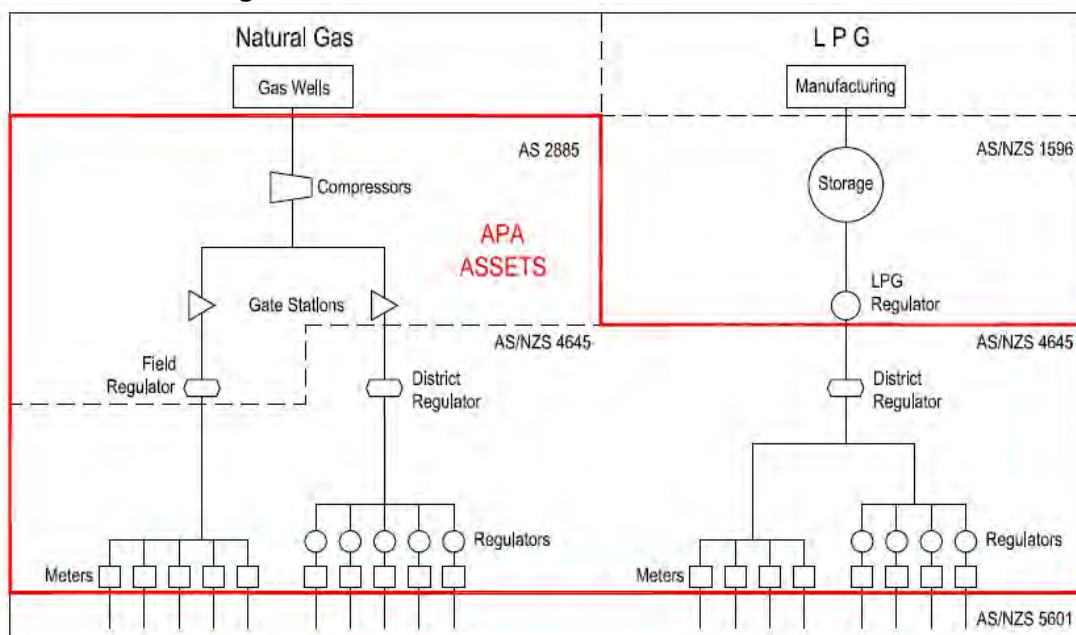 Natural Gas
L P G
Gas Wells
Manufacturing
AS 2885
AS/NZS 1596
Compressors
Storage
APA
ASSETS
LPG
Regulator
Gate Stations
AS/NZS 4645
AS/NZS 4645
Field
Regulator
District
Regulator
District
Regulator
Regulators
Regulators
Meters
Meters
AS/NZS 5601